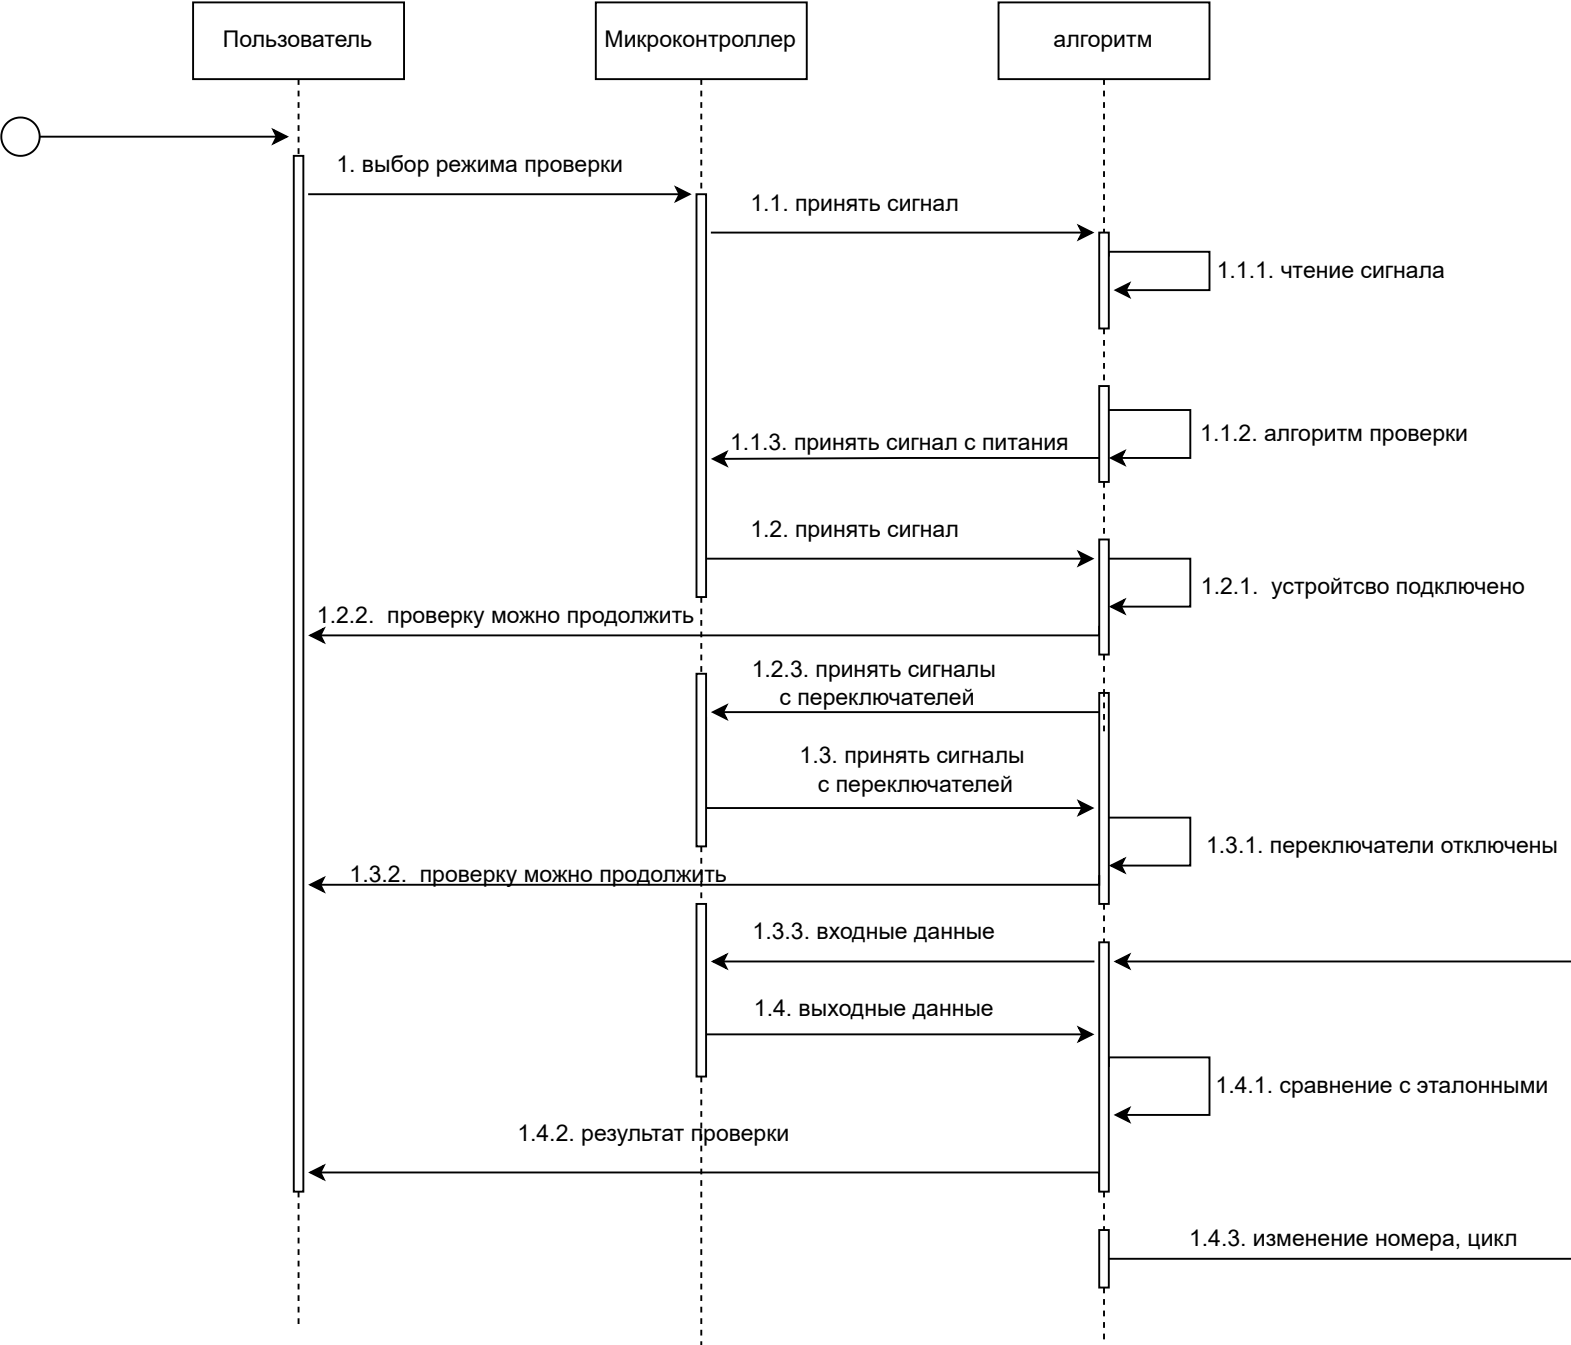 Пользователь
Микроконтроллер
алгоритм
1. выбор режима проверки
1.1. принять сигнал
1.1.1. чтение сигнала
1.1.2. алгоритм проверки
1.1.3. принять сигнал с питания
1.2. принять сигнал
1.2.1.  устройтсво подключено
1.2.2.  проверку можно продолжить
1.2.3. принять сигналы
с переключателей
1.3. принять сигналы
с переключателей
1.3.1. переключатели отключены
1.3.2.  проверку можно продолжить
1.3.3. входные данные
1.4. выходные данные
1.4.1. сравнение с эталонными
1.4.2. результат проверки
1.4.3. изменение номера, цикл